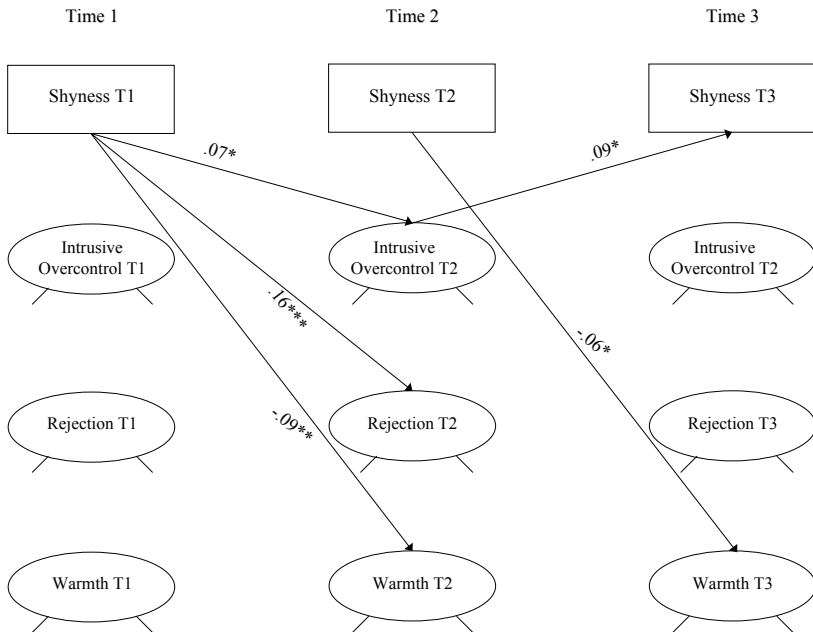 Time 1
Time 2
Time 3
Shyness T1
Shyness T2
Shyness T3
.07*
.09*
Intrusive
Overcontrol T1
Intrusive
Overcontrol T2
Intrusive
Overcontrol T2
.16***
-.06*
Rejection T1
-.09**
Rejection T2
Rejection T3
Warmth T1
Warmth T2
Warmth T3